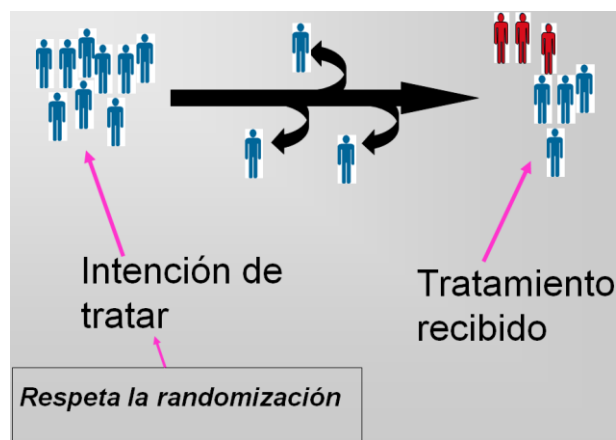 Intención de
tratar
Tratamiento
recibido
Respeta la randomización